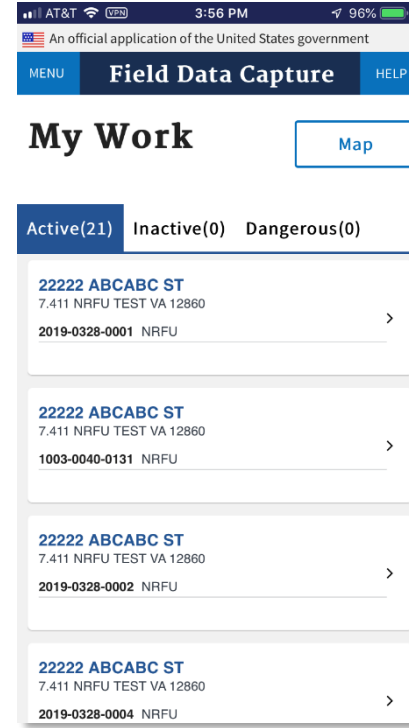 AT&T VPN 3:56 PM 96%
An official application of the United States government
MENU Field Data Capture HELP
My Work
Map
Active(21) Inactive(0) Dangerous(0)
22222 ABCABC ST
7.411 NRFU TEST VA 12860
2019-0328-0001 NRFU
22222 ABCABC ST
7.411 NRFU TEST VA 12860
1003-0040-0131 NRFU
22222 ABCABC ST
7.411 NRFU TEST VA 12860
2019-0328-0002 NRFU
22222 ABCABC ST
7.411 NRFU TEST VA 12860
2019-0328-0004 NRFU